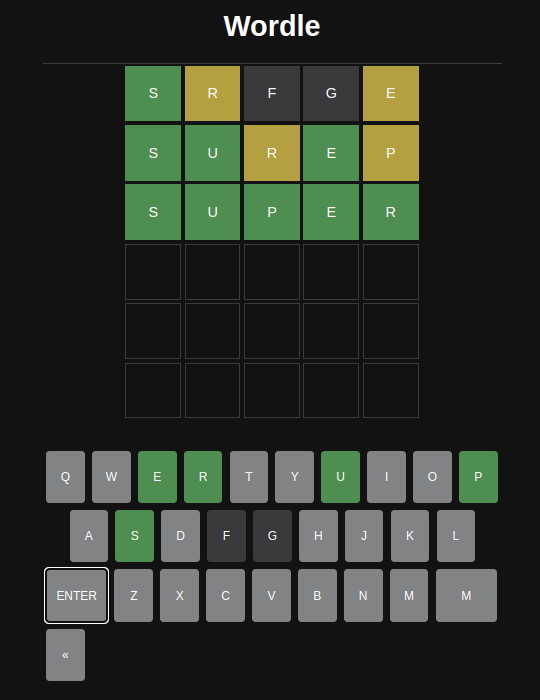 Wordle
S R F G E
S U R E P
S U P E R
Q W E R T Y U I O P
A S D F G H J K L
ENTER Z X C V B N M M
«